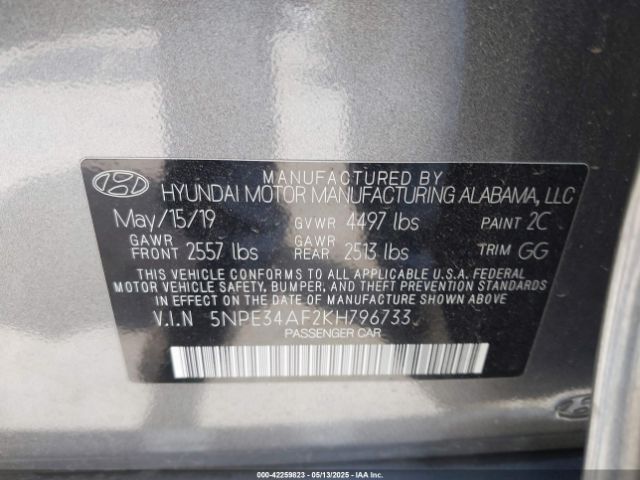 MANUFACTURED BY
HYUNDAI MOTOR MANUFACTURING ALABAMA, LLC
May/15/19 GVWR 4497 lbs PAINT 2C
GAWR FRONT 2557 lbs GAWR REAR 2513 lbs TRIM GG
THIS VEHICLE CONFORMS TO ALL APPLICABLE U.S.A. FEDERAL
MOTOR VEHICLE SAFETY, BUMPER, AND THEFT PREVENTION STANDARDS
IN EFFECT ON THE DATE OF MANUFACTURE SHOWN ABOVE.
V.I.N 5NPE34AF2KH796733
PASSENGER CAR
000-42259823 - 05/13/2025 - IAA Inc.